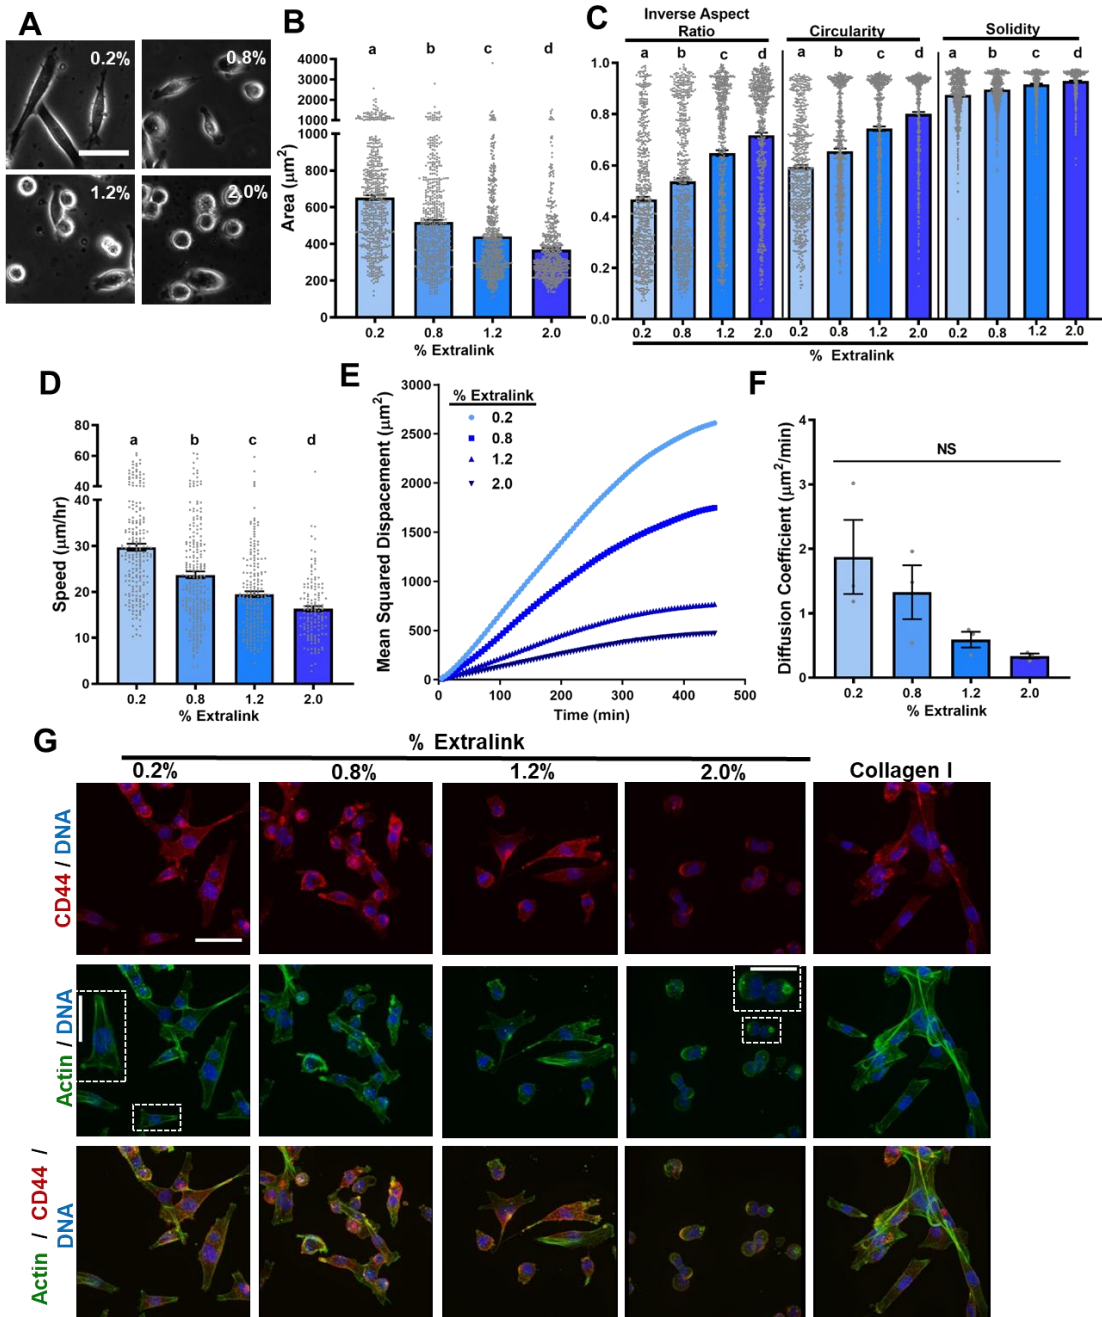 A
0.2%
0.8%
1.2%
2.0%
B
a b c d
4000
3000
2000
1000
1000
800
600
400
200
0
Area (µm²)
0.2 0.8 1.2 2.0
% Extralink
C
Inverse Aspect
Ratio
Circularity
Solidity
a b c d a b c d a b c d
1.0
0.8
0.6
0.4
0.2
0.0
0.2 0.8 1.2 2.0 0.2 0.8 1.2 2.0 0.2 0.8 1.2 2.0
% Extralink
D
a b c d
80
60
40
40
30
20
10
0
Speed (µm/hr)
0.2 0.8 1.2 2.0
% Extralink
E
% Extralink
0.2
0.8
1.2
2.0
3000
2500
2000
1500
1000
500
0
Mean Squared Dispacement (µm²)
0 100 200 300 400 500
Time (min)
F
NS
4
3
2
1
0
Diffusion Coefficient (µm²/min)
0.2 0.8 1.2 2.0
% Extralink
G
% Extralink
0.2% 0.8% 1.2% 2.0% Collagen I
CD44 / DNA
Actin / DNA
Actin / CD44 /
DNA